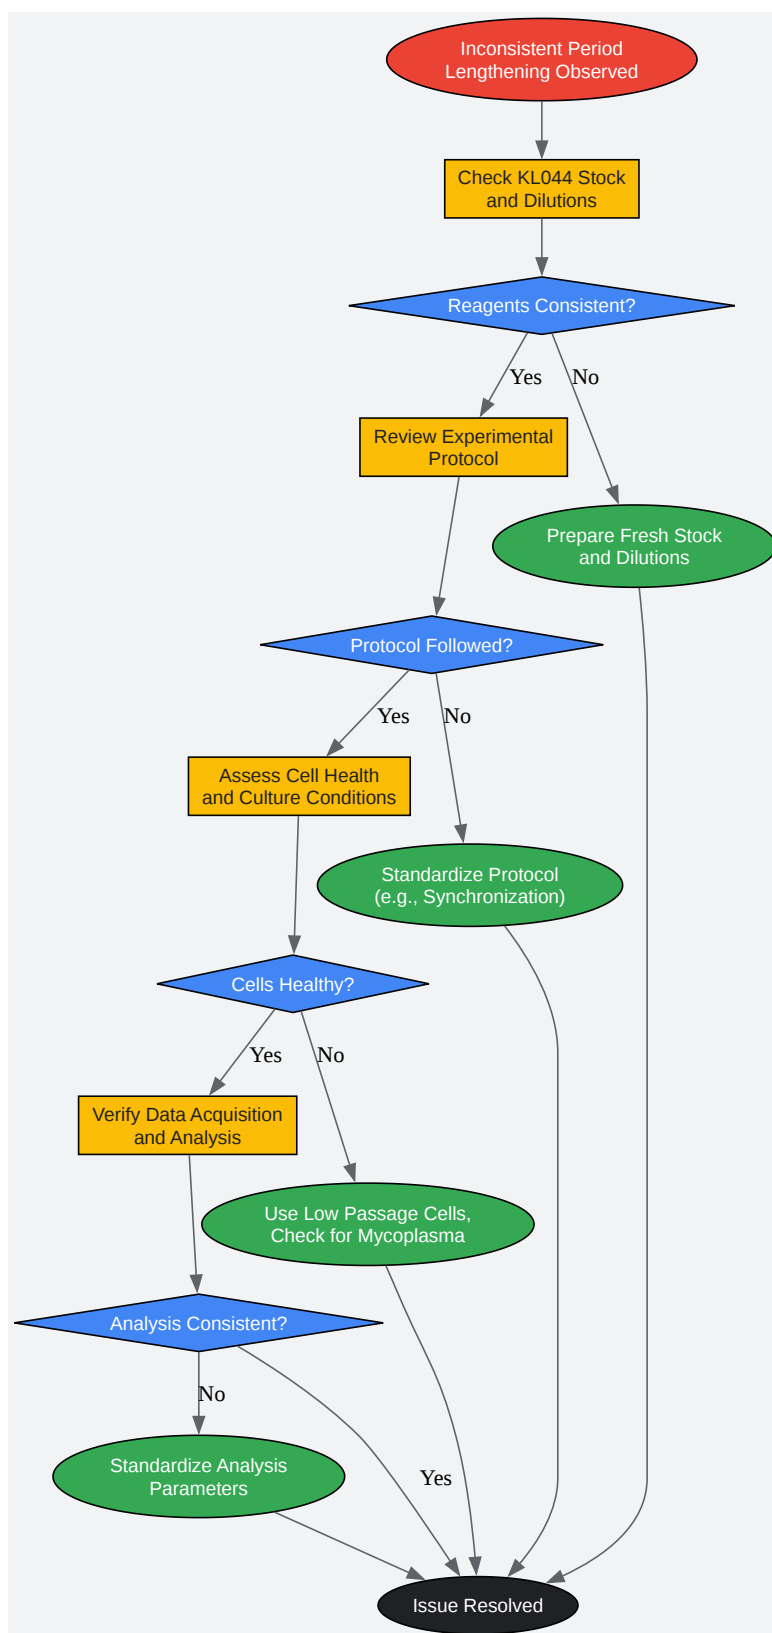 Inconsistent Period
Lengthening Observed
Check KL044 Stock
and Dilutions
Reagents Consistent?
Yes
No
Review Experimental
Protocol
Prepare Fresh Stock
and Dilutions
Protocol Followed?
Yes
No
Assess Cell Health
and Culture Conditions
Standardize Protocol
(e.g., Synchronization)
Cells Healthy?
Yes
No
Verify Data Acquisition
and Analysis
Use Low Passage Cells,
Check for Mycoplasma
Analysis Consistent?
No
Yes
Standardize Analysis
Parameters
Issue Resolved